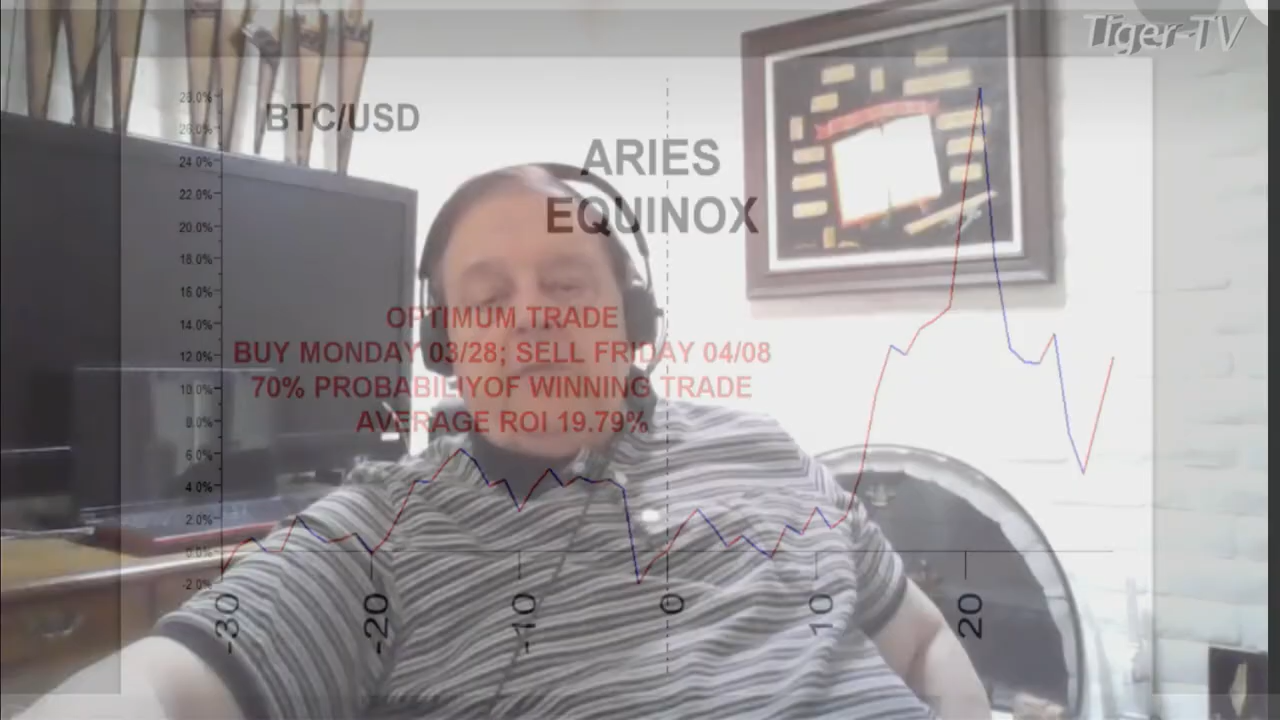 Tiger-TV
BTC/USD
ARIES
EQUINOX
OPTIMUM TRADE
BUY MONDAY 03/28; SELL FRIDAY 04/08
70% PROBABILIYOF WINNING TRADE
AVERAGE ROI 19.79%
28.0%
26.0%
24.0%
22.0%
20.0%
18.0%
16.0%
14.0%
12.0%
10.0%
8.0%
6.0%
4.0%
2.0%
0.0%
-2.0%
-30
-20
-10
0
10
20